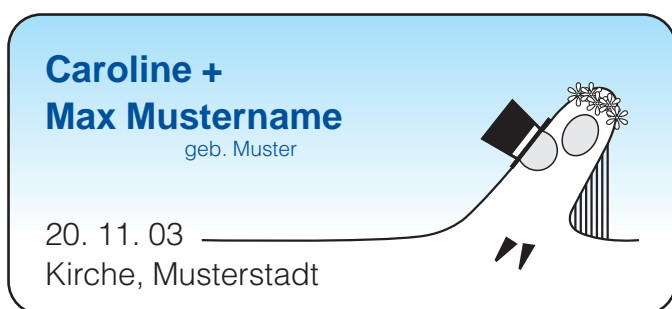 Caroline +
Max Mustername
geb. Muster
20. 11. 03
Kirche, Musterstadt